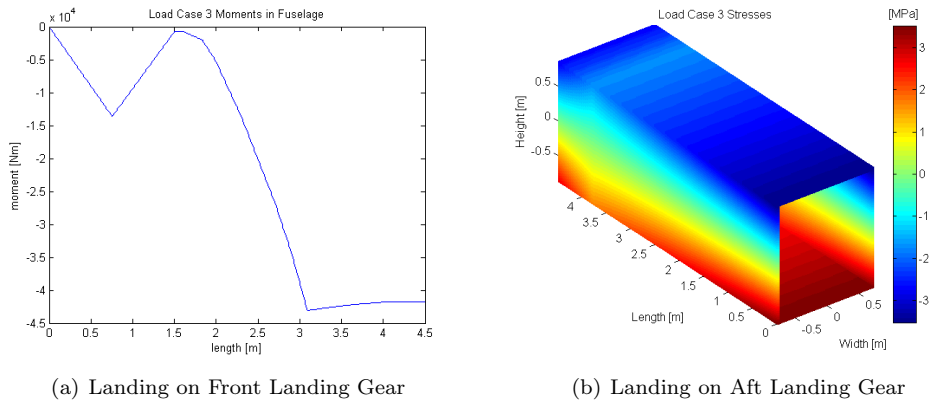 Load Case 3 Moments in Fuselage
x 10⁴
0
-0.5
-1
-1.5
-2
-2.5
-3
-3.5
-4
-4.5
moment [Nm]
0 0.5 1 1.5 2 2.5 3 3.5 4 4.5
length [m]
(a) Landing on Front Landing Gear
Load Case 3 Stresses
[MPa]
Height [m]
0.5
0
-0.5
4
3.5
3
2.5
2
1.5
1
0.5
0
Length [m]
-0.5
0
0.5
Width [m]
3
2
1
0
-1
-2
-3
(b) Landing on Aft Landing Gear